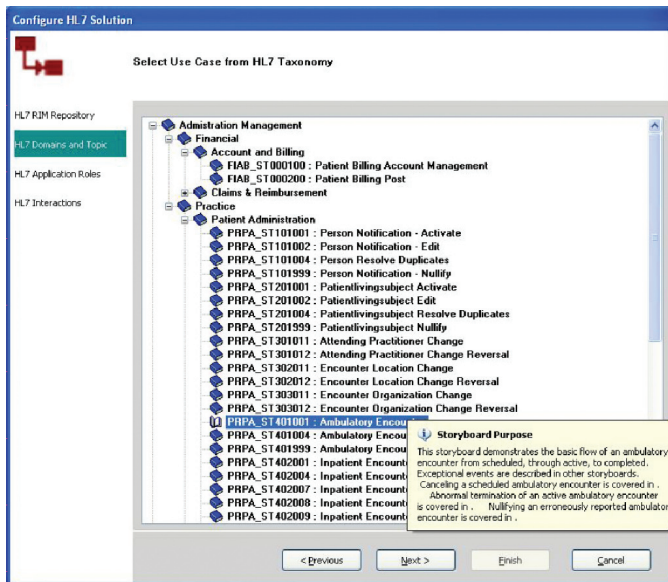 Configure HL7 Solution
Select Use Case from HL7 Taxonomy
HL7 RIM Repository
HL7 Domains and Topic
HL7 Application Roles
HL7 Interactions
Admistration Management
Financial
Account and Billing
FIAB_ST000100 : Patient Billing Account Management
FIAB_ST000200 : Patient Billing Post
Claims & Reimbursement
Practice
Patient Administration
PRPA_ST101001 : Person Notification - Activate
PRPA_ST101002 : Person Notification - Edit
PRPA_ST101004 : Person Resolve Duplicates
PRPA_ST101999 : Person Notification - Nullify
PRPA_ST201001 : Patientlivingsubject Activate
PRPA_ST201002 : Patientlivingsubject Edit
PRPA_ST201004 : Patientlivingsubject Resolve Duplicates
PRPA_ST201999 : Patientlivingsubject Nullify
PRPA_ST301011 : Attending Practitioner Change
PRPA_ST301012 : Attending Practitioner Change Reversal
PRPA_ST302011 : Encounter Location Change
PRPA_ST302012 : Encounter Location Change Reversal
PRPA_ST303011 : Encounter Organization Change
PRPA_ST303012 : Encounter Organization Change Reversal
PRPA_ST401001 : Ambulatory Encounter
PRPA_ST401004 : Ambulatory Encou
PRPA_ST401999 : Ambulatory Encou
PRPA_ST402001 : Inpatient Encount
PRPA_ST402004 : Inpatient Encount
PRPA_ST402007 : Inpatient Encount
PRPA_ST402008 : Inpatient Encount
PRPA_ST402009 : Inpatient Encount
Storyboard Purpose
This storyboard demonstrates the basic flow of an ambulatory
encounter from scheduled, through active, to completed.
Exceptional events are described in other storyboards.
Canceling a scheduled ambulatory encounter is covered in .
Abnormal termination of an active ambulatory encounter
is covered in . Nullifying an erroneously reported ambulator
encounter is covered in .
< Previous
Next >
Finish
Cancel